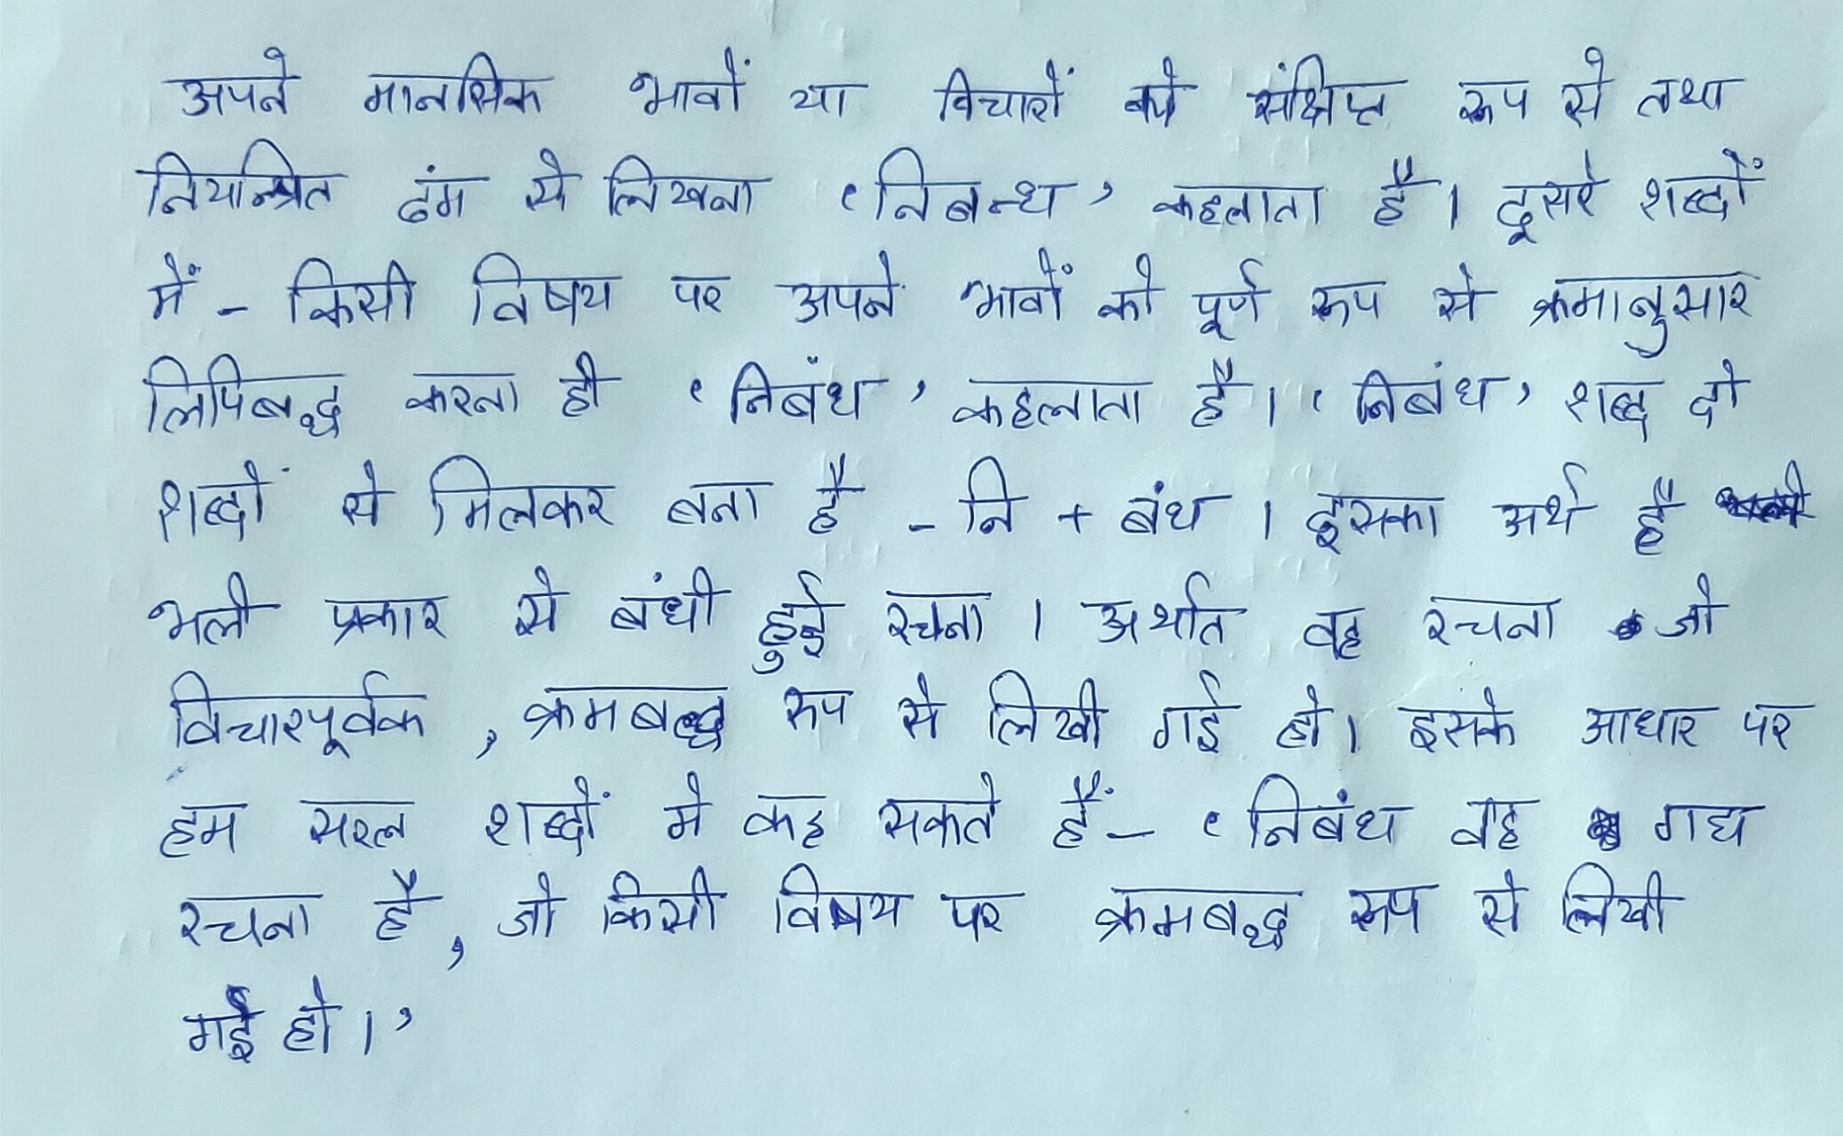 अपने मानसिक भावों या विचारों को संक्षिप्त रूप से तथा
नियन्त्रित ढंग से लिखना ‘निबन्ध’ कहलाता है। दूसरे शब्दों
में - किसी विषय पर अपने भावों को पूर्ण रूप से क्रमानुसार
लिपिबद्ध करना ही ‘निबंध’ कहलाता है। ‘निबंध’ शब्द दो
शब्दों से मिलकर बना है - नि + बंध । इसका अर्थ है
भली प्रकार से बंधी हुई रचना । अर्थात वह रचना जो
विचारपूर्वक , क्रमबद्ध रूप से लिखी गई हो। इसके आधार पर
हम सरल शब्दों में कह सकते हैं- ‘निबंध वह गद्य
रचना है, जो किसी विषय पर क्रमबद्ध रूप से लिखी
गई हो।’